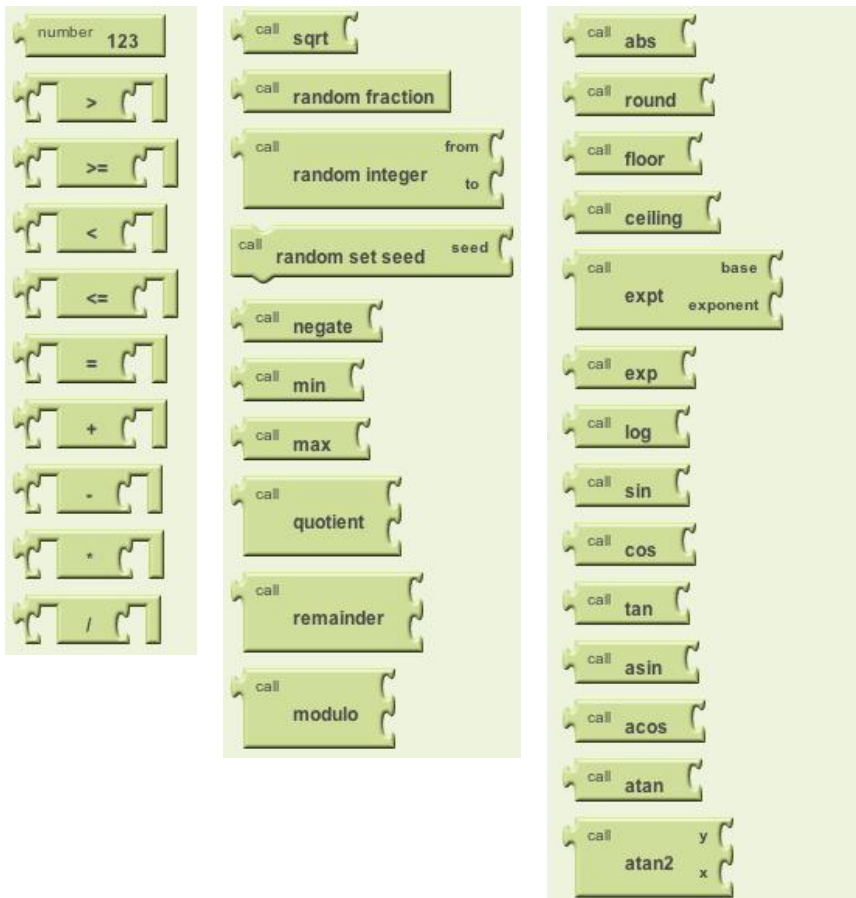 number 123
>
>=
<
<=
=
+
-
*
/
call sqrt
call random fraction
call random integer from
to
call random set seed seed
call negate
call min
call max
call quotient
call remainder
call modulo
call abs
call round
call floor
call ceiling
call expt base
exponent
call exp
call log
call sin
call cos
call tan
call asin
call acos
call atan
call atan2 y
x